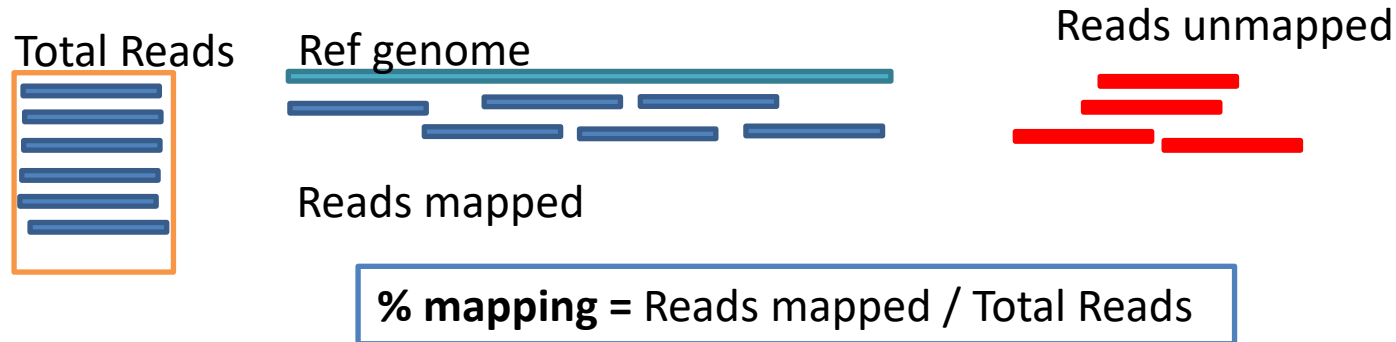 Total Reads
Ref genome
Reads unmapped
Reads mapped
% mapping = Reads mapped / Total Reads